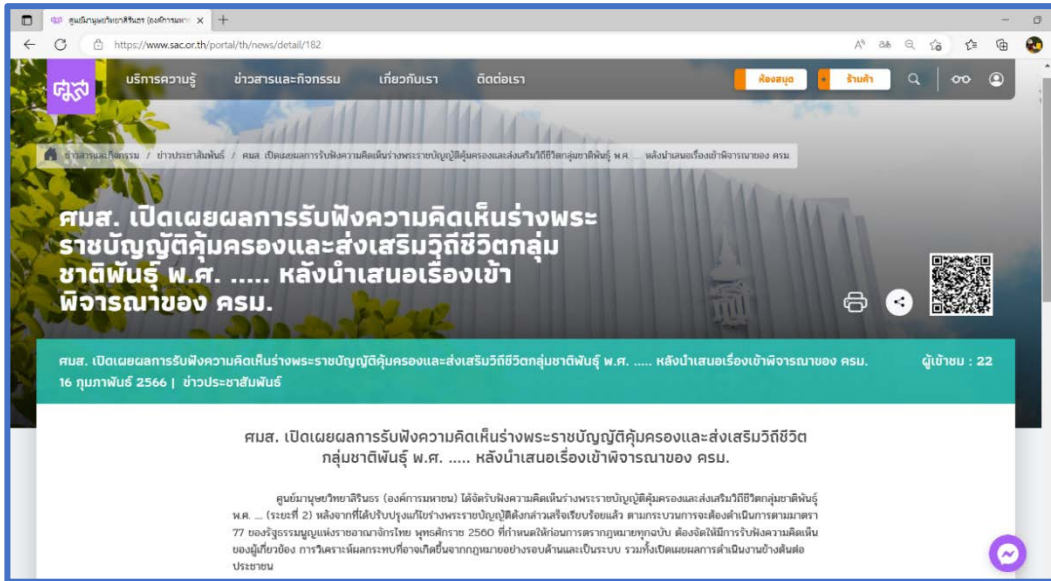 ศูนย์มานุษยวิทยาสิรินธร (องค์การมหาช
https://www.sac.or.th/portal/th/news/detail/182
ศมส
บริการความรู้ ข่าวสารและกิจกรรม เกี่ยวกับเรา ติดต่อเรา ห้องสมุด ร้านค้า
ข่าวสารและกิจกรรม / ข่าวประชาสัมพันธ์ / ศมส. เปิดเผยผลการรับฟังความคิดเห็นร่างพระราชบัญญัติคุ้มครองและส่งเสริมวิถีชีวิตกลุ่มชาติพันธุ์ พ.ศ. .... หลังนำเสนอเรื่องเข้าพิจารณาของ ครม.
ศมส. เปิดเผยผลการรับฟังความคิดเห็นร่างพระ
ราชบัญญัติคุ้มครองและส่งเสริมวิถีชีวิตกลุ่ม
ชาติพันธุ์ พ.ศ. ..... หลังนำเสนอเรื่องเข้า
พิจารณาของ ครม.
ศมส. เปิดเผยผลการรับฟังความคิดเห็นร่างพระราชบัญญัติคุ้มครองและส่งเสริมวิถีชีวิตกลุ่มชาติพันธุ์ พ.ศ. ..... หลังนำเสนอเรื่องเข้าพิจารณาของ ครม. ผู้เข้าชม : 22
16 กุมภาพันธ์ 2566 | ข่าวประชาสัมพันธ์
ศมส. เปิดเผยผลการรับฟังความคิดเห็นร่างพระราชบัญญัติคุ้มครองและส่งเสริมวิถีชีวิต
กลุ่มชาติพันธุ์ พ.ศ. ..... หลังนำเสนอเรื่องเข้าพิจารณาของ ครม.
ศูนย์มานุษยวิทยาสิรินธร (องค์การมหาชน) ได้จัดรับฟังความคิดเห็นร่างพระราชบัญญัติคุ้มครองและส่งเสริมวิถีชีวิตกลุ่มชาติพันธุ์
พ.ศ. .... (ระยะที่ 2) หลังจากที่ได้ปรับปรุงแก้ไขร่างพระราชบัญญัติดังกล่าวเสร็จเรียบร้อยแล้ว ตามกระบวนการจะต้องดำเนินการตามมาตรา
77 ของรัฐธรรมนูญแห่งราชอาณาจักรไทย พุทธศักราช 2560 ที่กำหนดให้ก่อนการตรากฎหมายทุกฉบับ ต้องจัดให้มีการรับฟังความคิดเห็น
ของผู้เกี่ยวข้อง การวิเคราะห์ผลกระทบที่อาจเกิดขึ้นจากกฎหมายอย่างรอบด้านและเป็นระบบ รวมทั้งเปิดเผยผลการดำเนินงานข้างต้นต่อ
ประชาชน